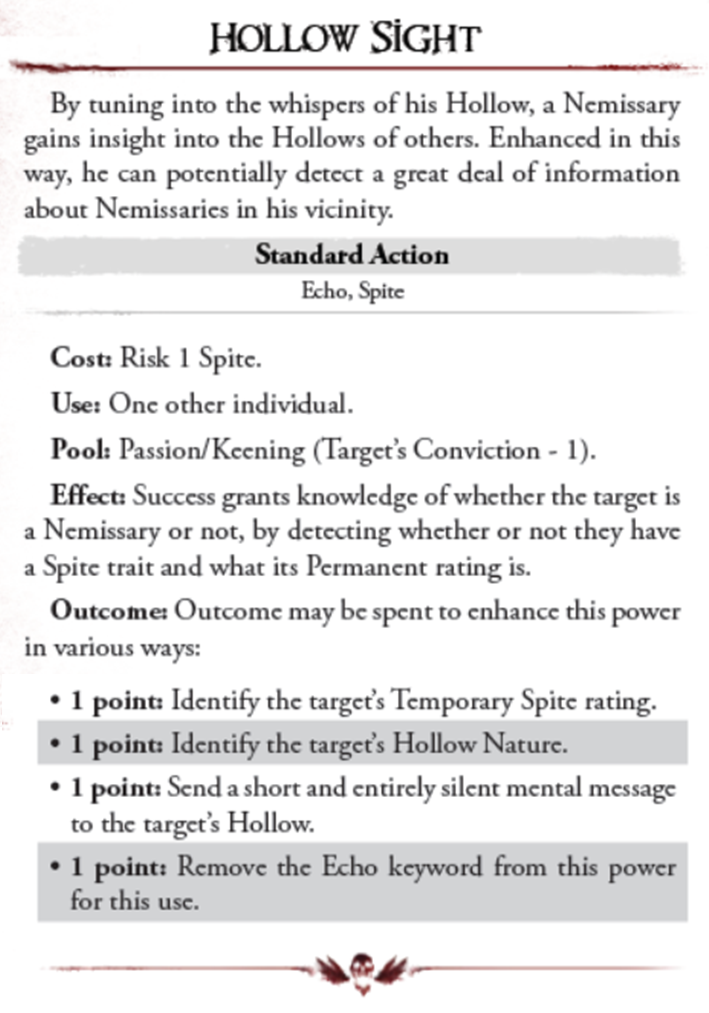 Hollow Sight
By tuning into the whispers of his Hollow, a Nemissary
gains insight into the Hollows of others. Enhanced in this
way, he can potentially detect a great deal of information
about Nemissaries in his vicinity.
Standard Action
Echo, Spite
Cost: Risk 1 Spite.
Use: One other individual.
Pool: Passion/Keening (Target's Conviction - 1).
Effect: Success grants knowledge of whether the target is
a Nemissary or not, by detecting whether or not they have
a Spite trait and what its Permanent rating is.
Outcome: Outcome may be spent to enhance this power
in various ways:
• 1 point: Identify the target's Temporary Spite rating.
• 1 point: Identify the target's Hollow Nature.
• 1 point: Send a short and entirely silent mental message
to the target's Hollow.
• 1 point: Remove the Echo keyword from this power
for this use.